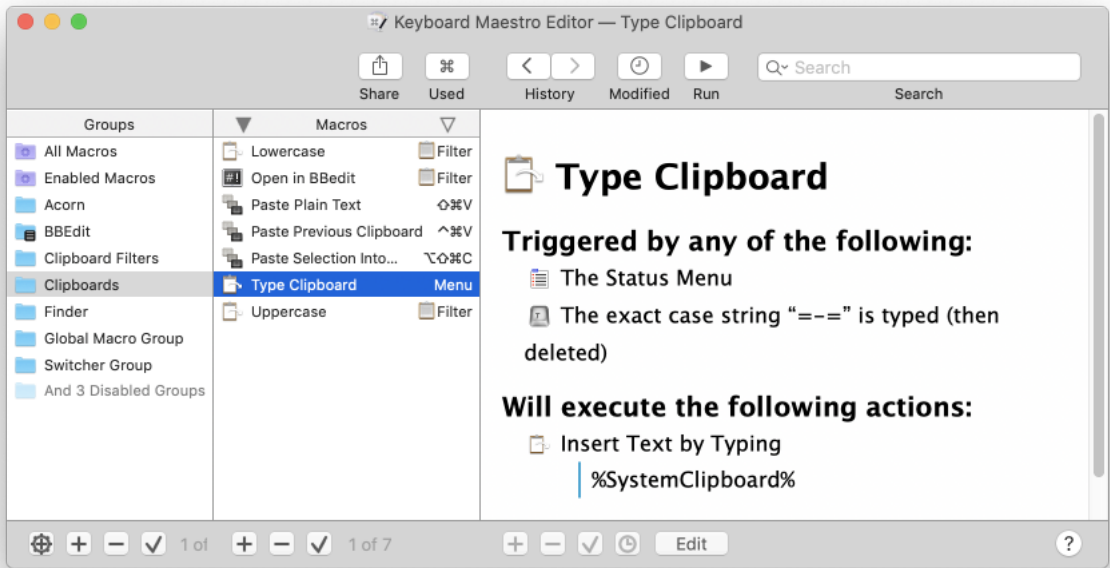 Keyboard Maestro Editor — Type Clipboard
Search
Share Used History Modified Run Search
Groups
All Macros
Enabled Macros
Acorn
BBEdit
Clipboard Filters
Clipboards
Finder
Global Macro Group
Switcher Group
And 3 Disabled Groups
Macros
Lowercase Filter
Open in BBedit Filter
Paste Plain Text ⇧⌘V
Paste Previous Clipboard ^⌘V
Paste Selection Into... ⌥⇧⌘C
Type Clipboard Menu
Uppercase Filter
Type Clipboard
Triggered by any of the following:
The Status Menu
The exact case string “=-=” is typed (then
deleted)
Will execute the following actions:
Insert Text by Typing
%SystemClipboard%
1 of
1 of 7
Edit
?